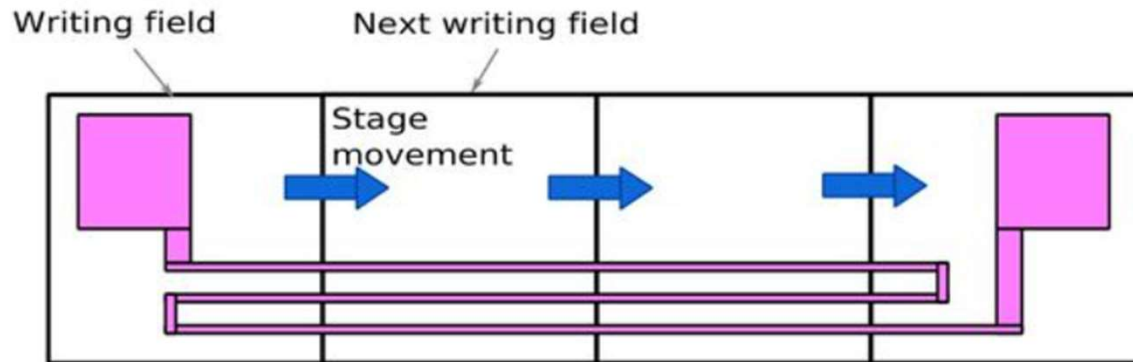 Writing field
Next writing field
Stage
movement